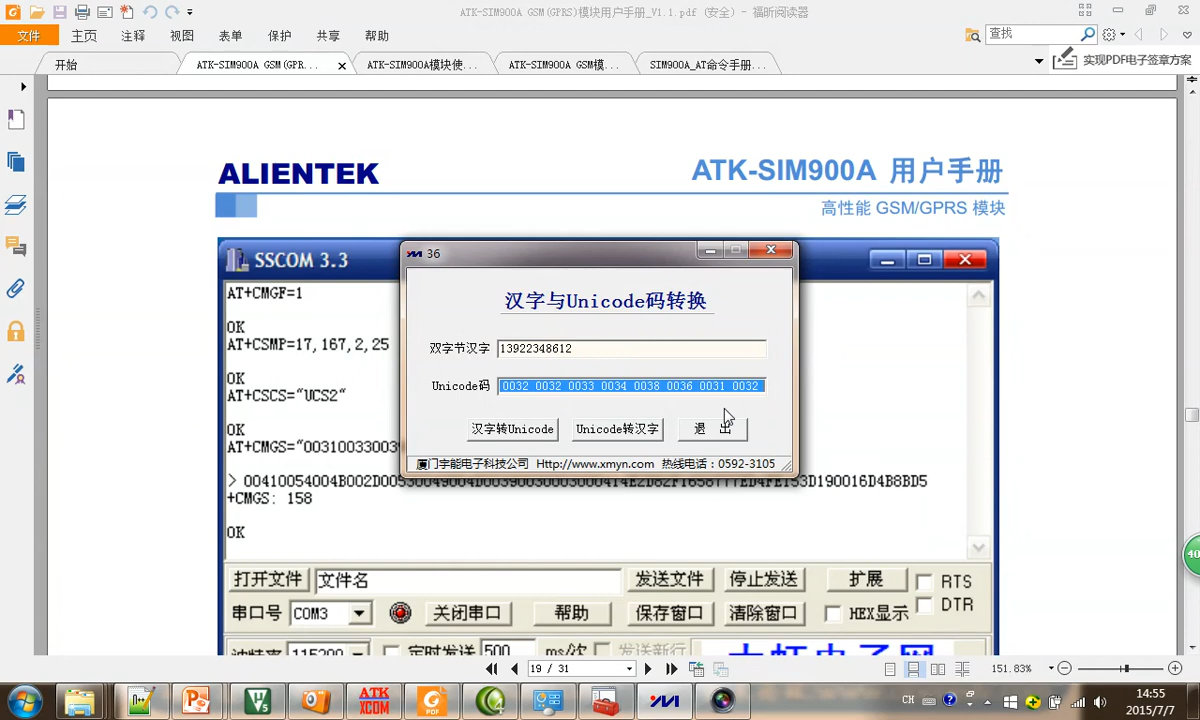 ATK-SIM900A GSM(GPRS)模块用户手册_V1.1.pdf (安全) - 福昕阅读器
文件 主页 注释 视图 表单 保护 共享 帮助 查找
开始 ATK-SIM900A GSM(GPR... ATK-SIM900A模块使... ATK-SIM900A GSM模... SIM900A_AT命令手册... 实现PDF电子签章方案
ALIENTEK ATK-SIM900A 用户手册
高性能 GSM/GPRS 模块
SSCOM 3.3
36
汉字与Unicode码转换
双字节汉字 13922348612
Unicode码 0032 0032 0033 0034 0038 0036 0031 0032
汉字转Unicode Unicode转汉字 退 出
厦门宇能电子科技公司 Http://www.xmyn.com 热线电话：0592-3105
AT+CMGF=1
OK
AT+CSMP=17,167,2,25
OK
AT+CSCS="UCS2"
OK
AT+CMGS="003100330039
+CMGS: 158
OK
打开文件 文件名 发送文件 停止发送 扩展 RTS
串口号 COM3 关闭串口 帮助 保存窗口 清除窗口 HEX显示 DTR
波特率 115200 定时发送 500 ms/次 发送新行
19 / 31 151.83%
CH 14:55
2015/7/7
40